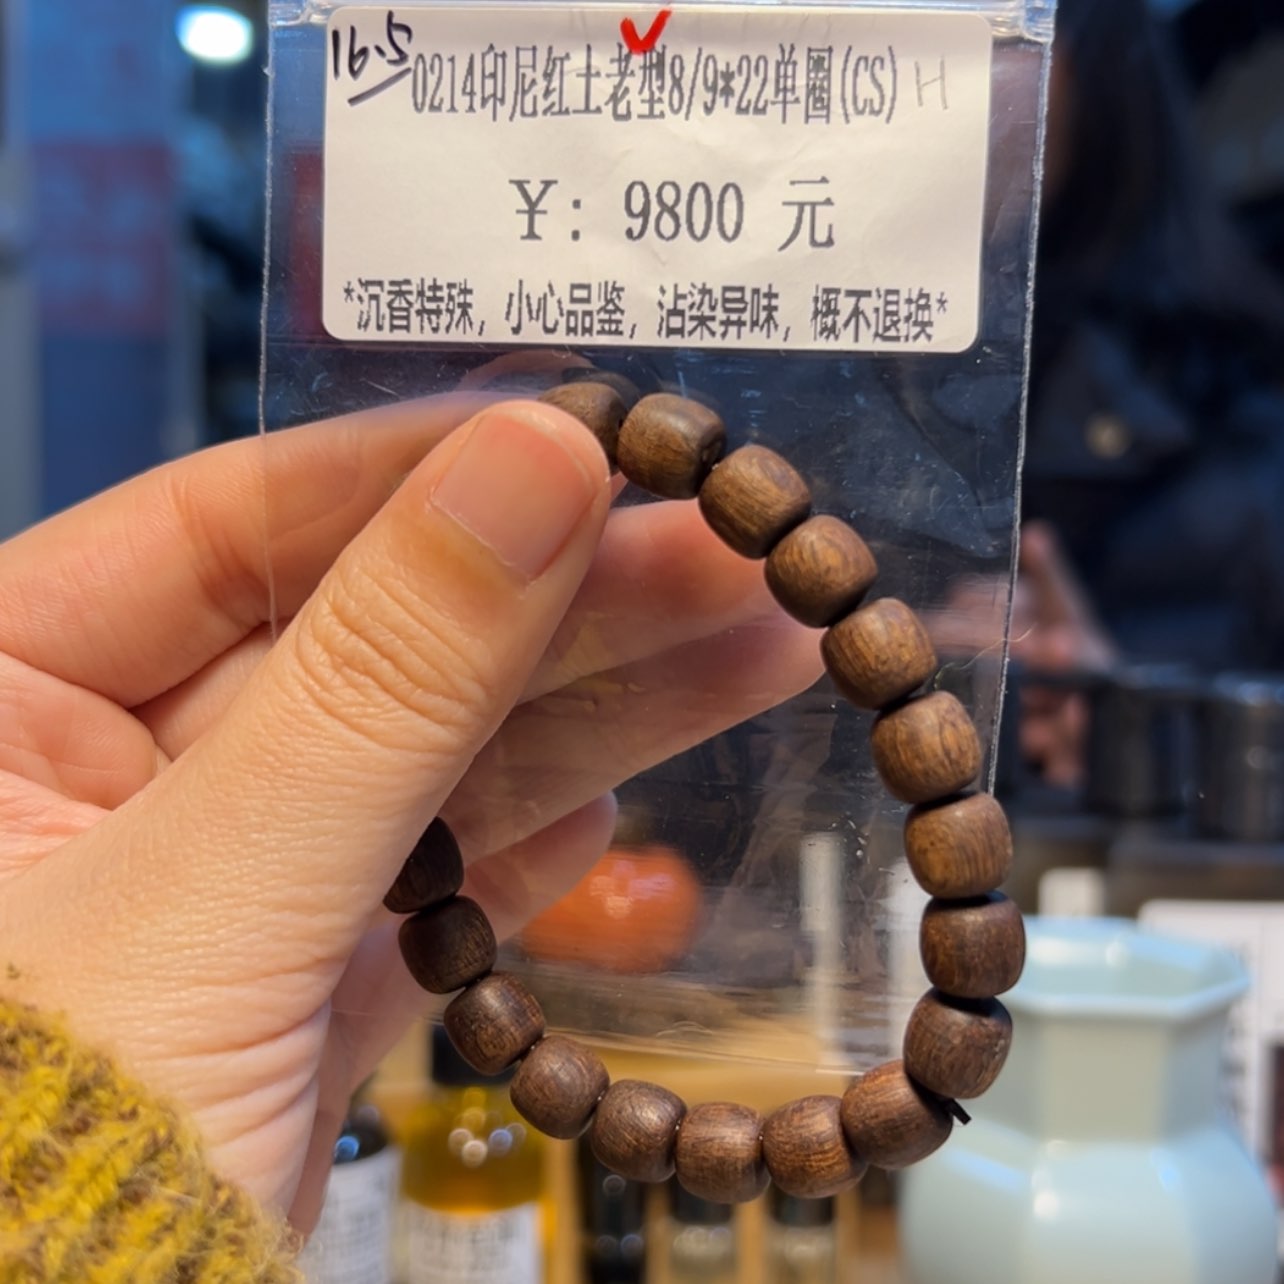 16.5
0214印尼红土老型8/9*22单圈(CS) H
￥: 9800 元
*沉香特殊, 小心品鉴, 沾染异味, 概不退换*